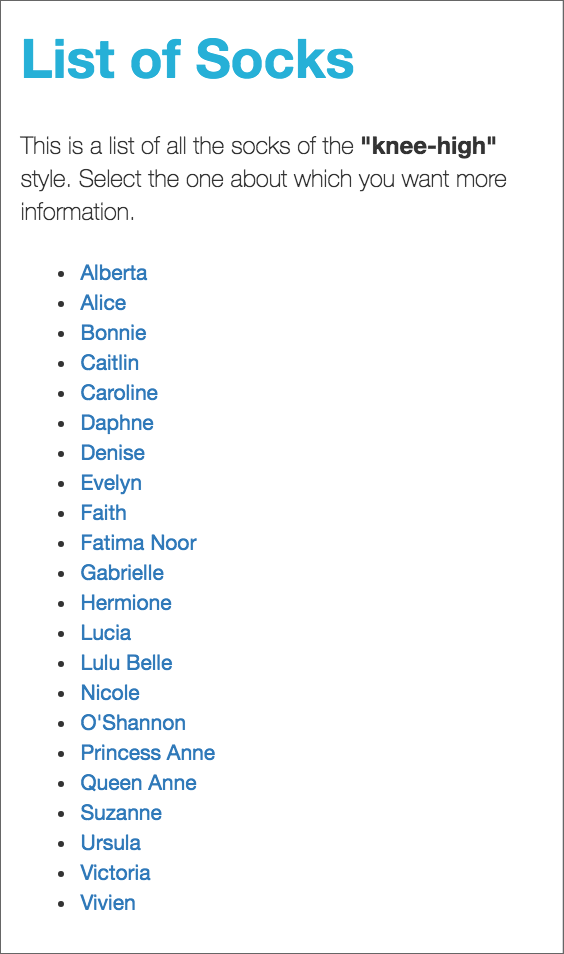 List of Socks
This is a list of all the socks of the "knee-high"
style. Select the one about which you want more
information.
Alberta
Alice
Bonnie
Caitlin
Caroline
Daphne
Denise
Evelyn
Faith
Fatima Noor
Gabrielle
Hermione
Lucia
Lulu Belle
Nicole
O'Shannon
Princess Anne
Queen Anne
Suzanne
Ursula
Victoria
Vivien